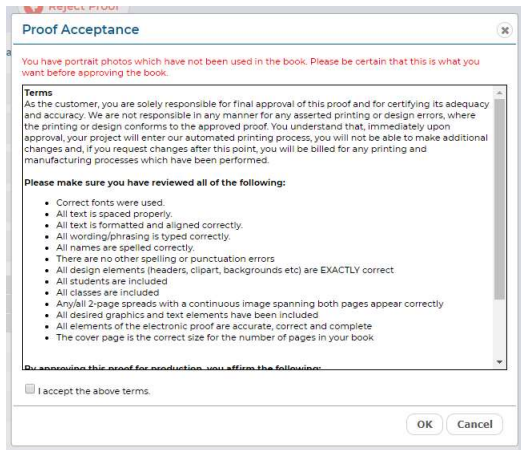 Reject Proof
Proof Acceptance
You have portrait photos which have not been used in the book. Please be certain that this is what you
want before approving the book.
Terms
As the customer, you are solely responsible for final approval of this proof and for certifying its adequacy
and accuracy. We are not responsible in any manner for any asserted printing or design errors, where
the printing or design conforms to the approved proof. You understand that, immediately upon
approval, your project will enter our automated printing process, you will not be able to make additional
changes and, if you request changes after this point, you will be billed for any printing and
manufacturing processes which have been performed.
Please make sure you have reviewed all of the following:
• Correct fonts were used.
• All text is spaced properly.
• All text is formatted and aligned correctly.
• All wording/phrasing is typed correctly.
• All names are spelled correctly.
• There are no other spelling or punctuation errors
• All design elements (headers, clipart, backgrounds etc) are EXACTLY correct
• All students are included
• All classes are included
• Any/all 2-page spreads with a continuous image spanning both pages appear correctly
• All desired graphics and text elements have been included
• All elements of the electronic proof are accurate, correct and complete
• The cover page is the correct size for the number of pages in your book
By approving this proof for production, you affirm the following:
I accept the above terms.
OK Cancel